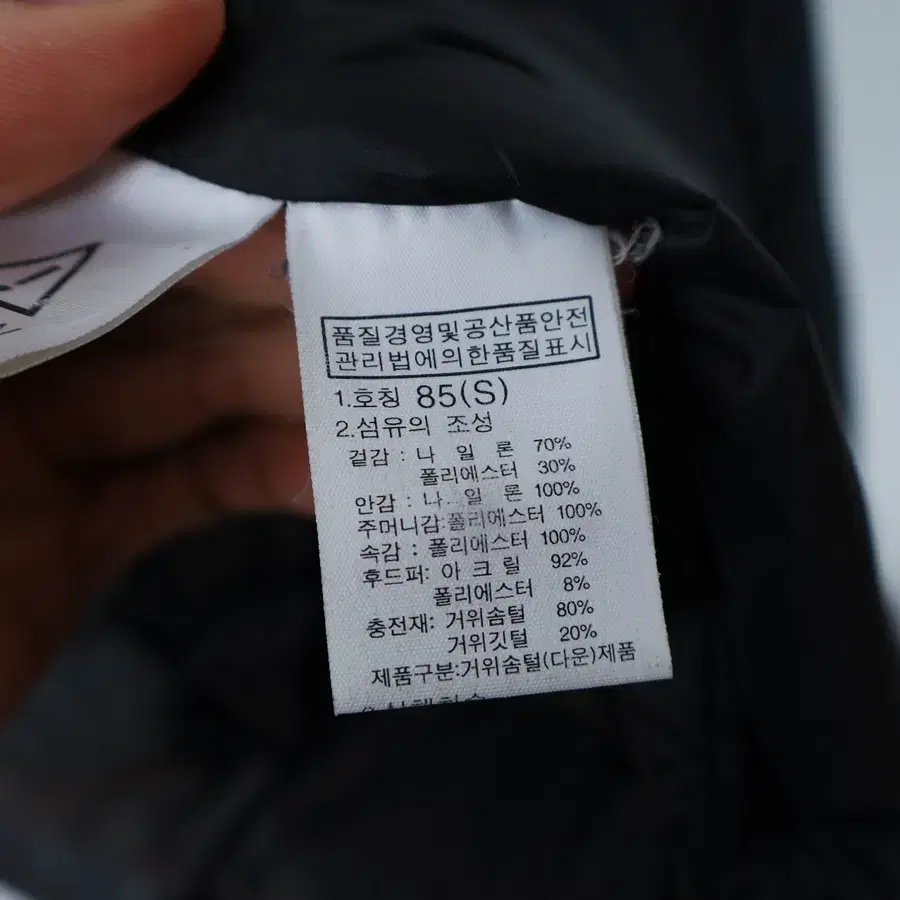 품질경영및공산품안전
관리법에의한품질표시
1.호칭 85(S)
2.섬유의 조성
겉감 : 나 일 론 70%
폴리에스터 30%
안감 : 나 일 론 100%
주머니감:폴리에스터 100%
속감 : 폴리에스터 100%
후드퍼: 아 크 릴 92%
폴리에스터 8%
충전재: 거위솜털 80%
거위깃털 20%
제품구분:거위솜털(다운)제품